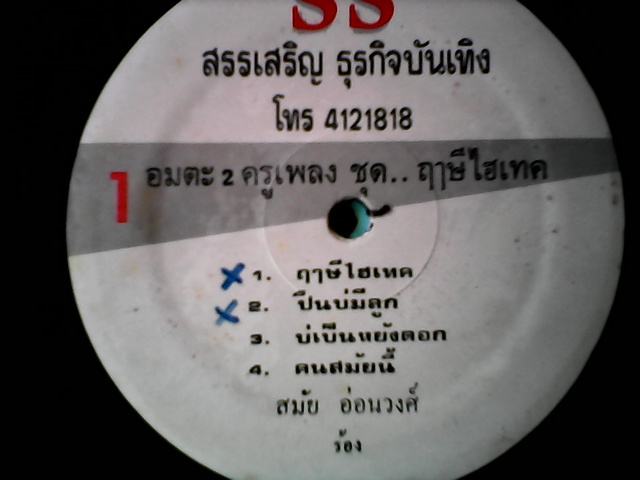 SS
สรรเสริญ ธุรกิจบันเทิง
โทร 4121818
1 อมตะ 2 ครูเพลง ชุด.. ฤาษีไฮเทค
1. ฤาษีไฮเทค
2. ปืนบ่มีลูก
3. บ่เป็นหยังดอก
4. คนสมัยนี้
สมัย อ่อนวงศ์
ร้อง